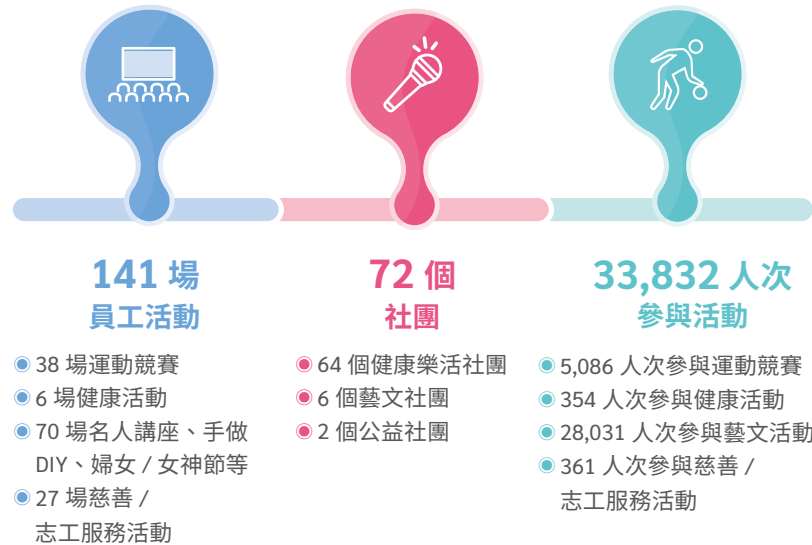 141 場
員工活動
38 場運動競賽
6 場健康活動
70 場名人講座、手做
DIY、婦女 / 女神節等
27 場慈善 /
志工服務活動
72 個
社團
64 個健康樂活社團
6 個藝文社團
2 個公益社團
33,832 人次
參與活動
5,086 人次參與運動競賽
354 人次參與健康活動
28,031 人次參與藝文活動
361 人次參與慈善 /
志工服務活動